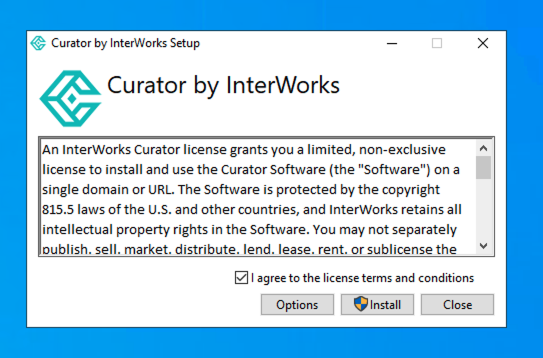 Curator by InterWorks Setup
Curator by InterWorks
An InterWorks Curator license grants you a limited, non-exclusive
license to install and use the Curator Software (the "Software") on a
single domain or URL. The Software is protected by the copyright
815.5 laws of the U.S. and other countries, and InterWorks retains all
intellectual property rights in the Software. You may not separately
publish, sell, market, distribute, lend, lease, rent, or sublicense the
I agree to the license terms and conditions
Options
Install
Close